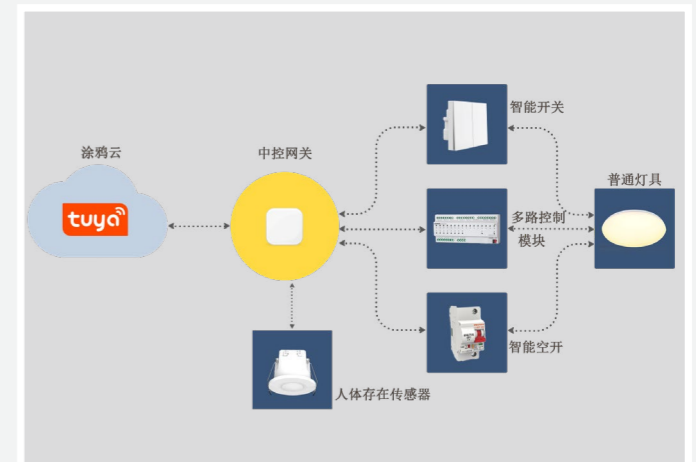 涂鸦云
tuya
中控网关
人体存在传感器
智能开关
多路控制
模块
智能空开
普通灯具